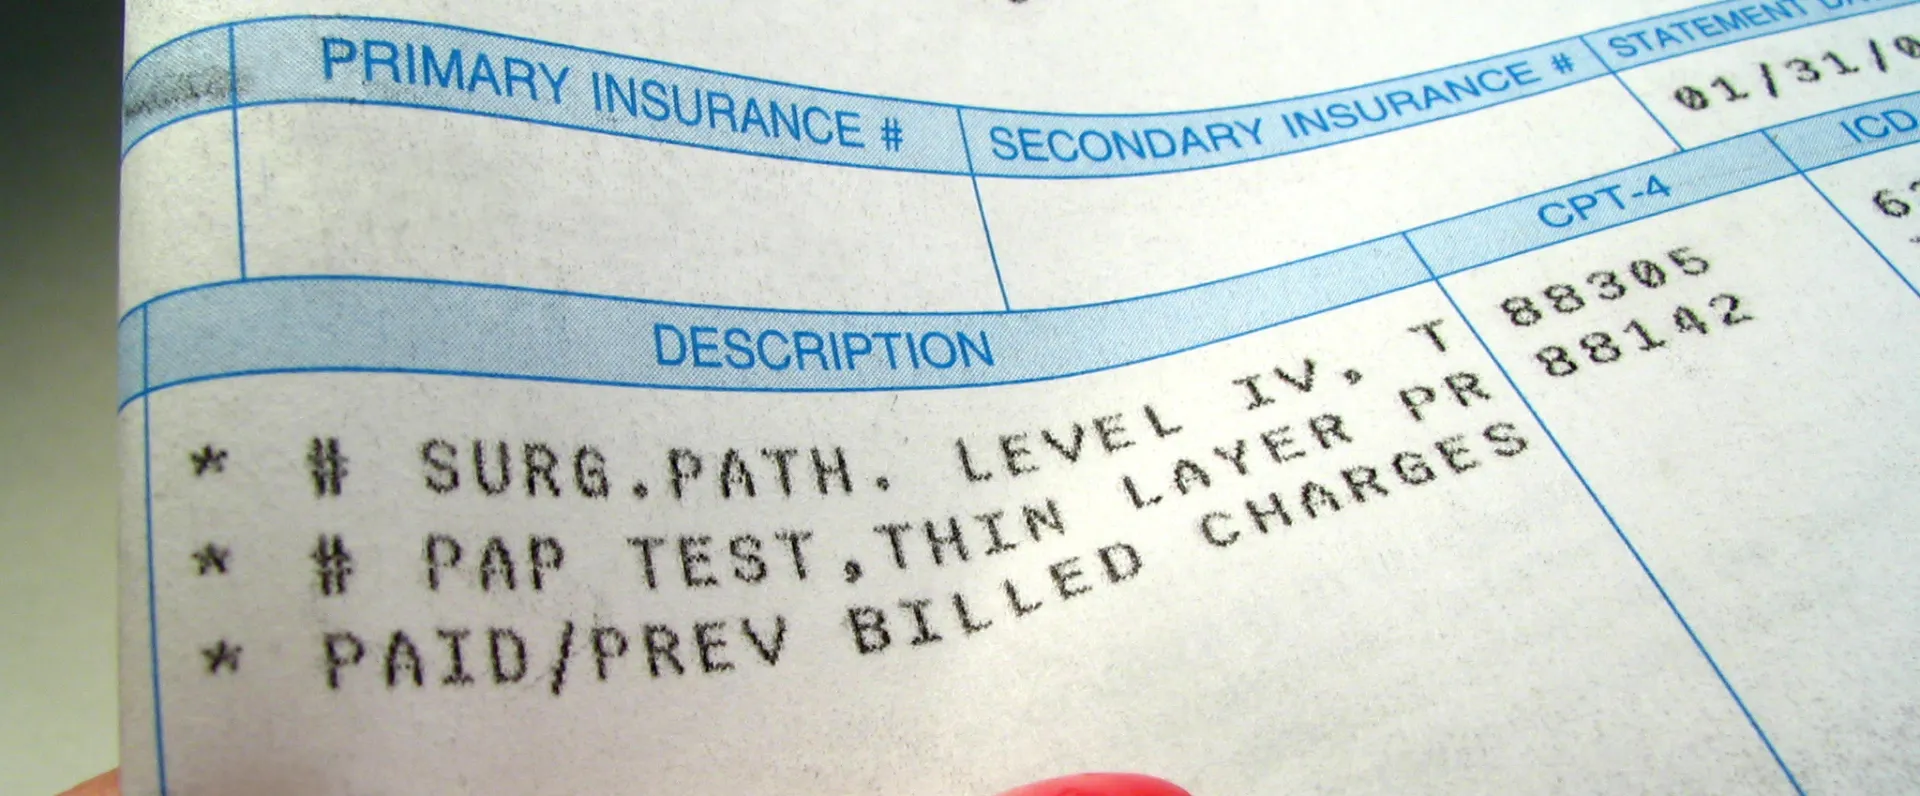 PRIMARY INSURANCE # SECONDARY INSURANCE # STATEMENT
01/31/0
DESCRIPTION CPT-4 ICD
* # SURG.PATH. LEVEL IV, T 88305
* # PAP TEST,THIN LAYER PR 88142
* PAID/PREV BILLED CHARGES